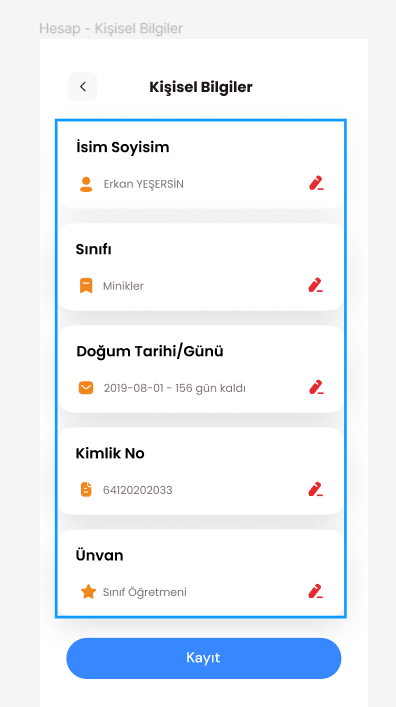 Hesap - Kişisel Bilgiler
Kişisel Bilgiler
İsim Soyisim
Erkan YEŞERSİN
Sınıfı
Minikler
Doğum Tarihi/Günü
2019-08-01 - 156 gün kaldı
Kimlik No
64120202033
Ünvan
Sınıf Öğretmeni
Kayıt